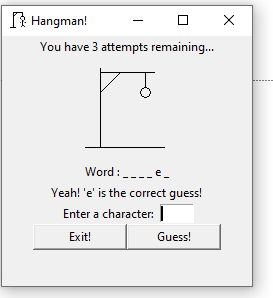 Hangman!
You have 3 attempts remaining...
Word : _ _ _ _ e _
Yeah! 'e' is the correct guess!
Enter a character:
Exit! Guess!